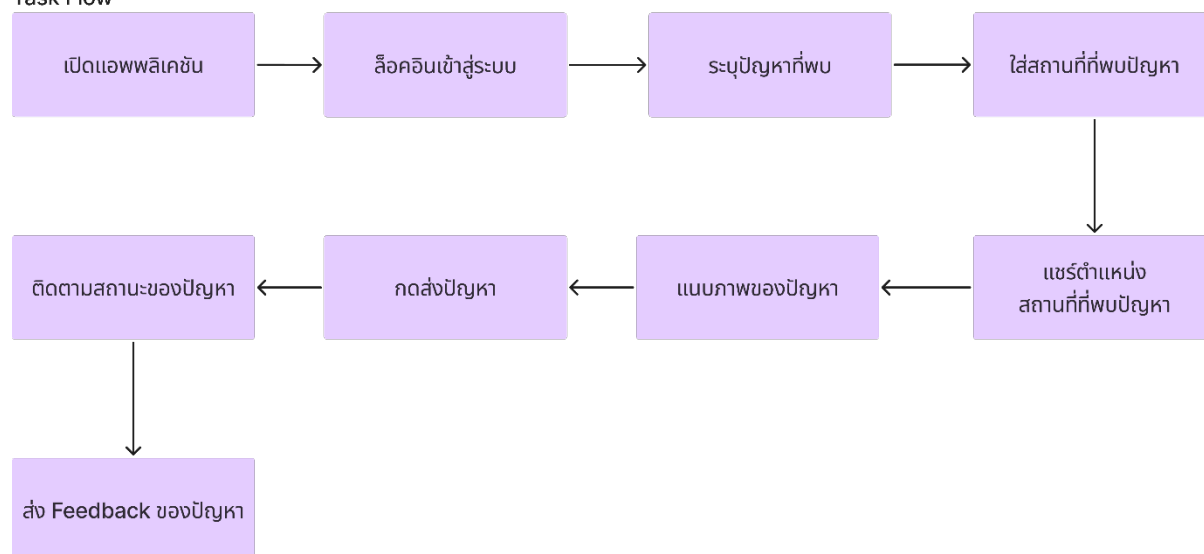 Task Flow
เปิดแอพพลิเคชัน
ล็อคอินเข้าสู่ระบบ
ระบุปัญหาที่พบ
ใส่สถานที่ที่พบปัญหา
แชร์ตำแหน่ง
สถานที่ที่พบปัญหา
แนบภาพของปัญหา
กดส่งปัญหา
ติดตามสถานะของปัญหา
ส่ง Feedback ของปัญหา